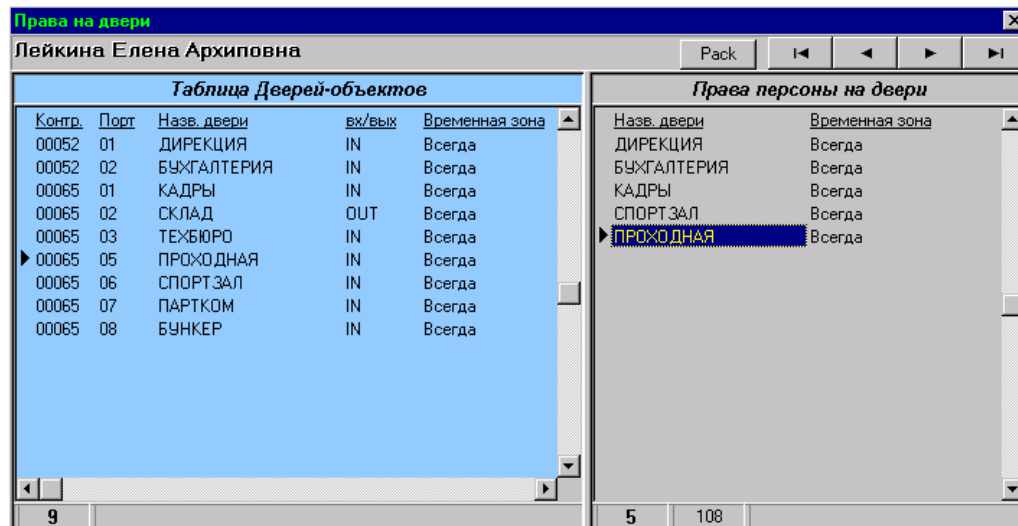 Права на двери
Лейкина Елена Архиповна Pack
Таблица Дверей-объектов
Контр. Порт Назв. двери вх/вых Временная зона
00052 01 ДИРЕКЦИЯ IN Всегда
00052 02 БУХГАЛТЕРИЯ IN Всегда
00065 01 КАДРЫ IN Всегда
00065 02 СКЛАД OUT Всегда
00065 03 ТЕХБЮРО IN Всегда
00065 05 ПРОХОДНАЯ IN Всегда
00065 06 СПОРТЗАЛ IN Всегда
00065 07 ПАРТКОМ IN Всегда
00065 08 БУНКЕР IN Всегда
9
Права персоны на двери
Назв. двери Временная зона
ДИРЕКЦИЯ Всегда
БУХГАЛТЕРИЯ Всегда
КАДРЫ Всегда
СПОРТЗАЛ Всегда
ПРОХОДНАЯ Всегда
5 108